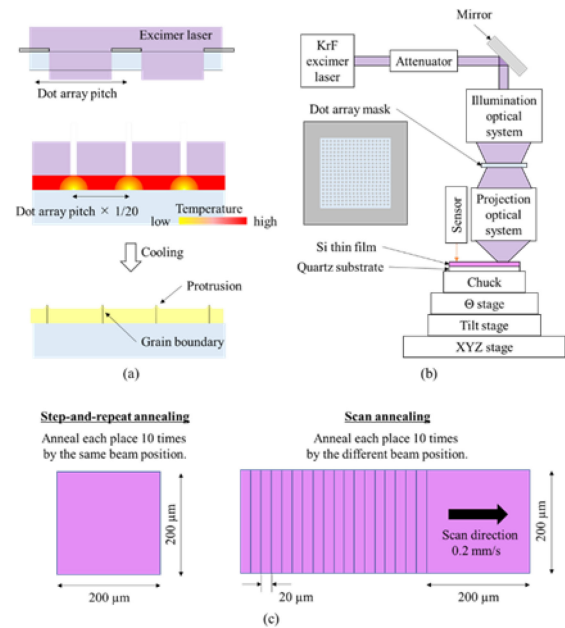 Excimer laser
Dot array pitch
Dot array pitch × 1/20
Temperature
low
high
Cooling
Protrusion
Grain boundary
(a)
Mirror
KrF
excimer
laser
Attenuator
Illumination
optical
system
Dot array mask
Projection
optical
system
Sensor
Si thin film
Quartz substrate
Chuck
Θ stage
Tilt stage
XYZ stage
(b)
Step-and-repeat annealing
Anneal each place 10 times
by the same beam position.
200 µm
200 µm
Scan annealing
Anneal each place 10 times
by the different beam position.
Scan direction
0.2 mm/s
200 µm
20 µm
200 µm
(c)